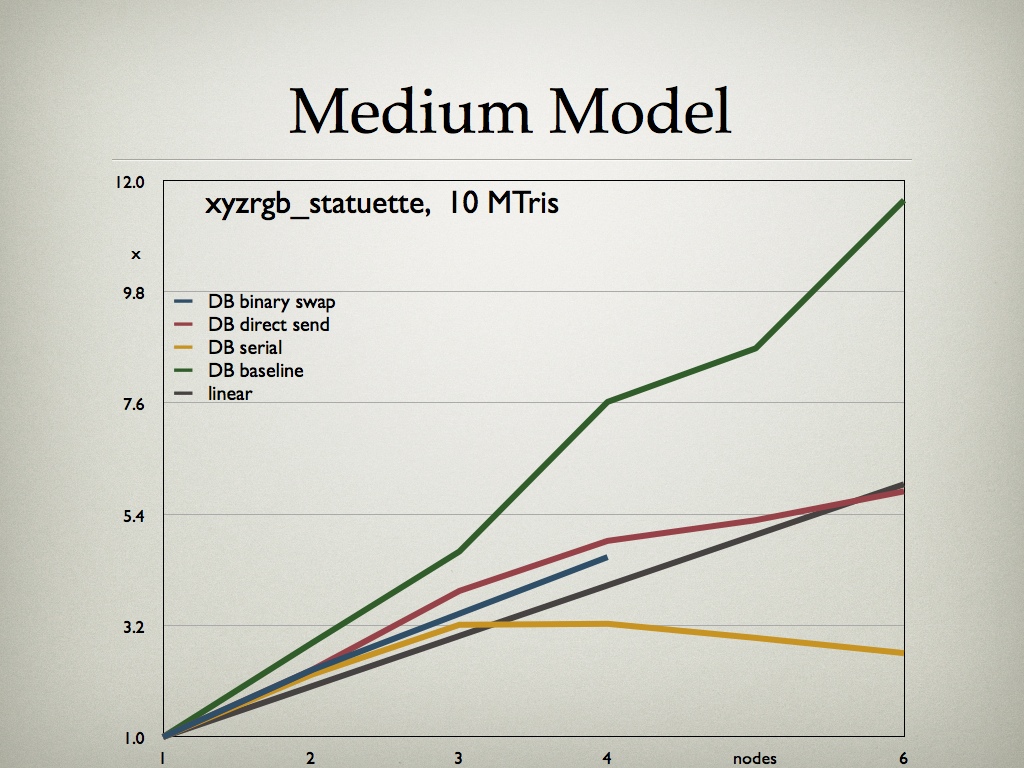 Medium Model
12.0
xyzrgb_statuette, 10 MTris
x
9.8
DB binary swap
DB direct send
DB serial
DB baseline
linear
7.6
5.4
3.2
1.0
1 2 3 4 nodes 6